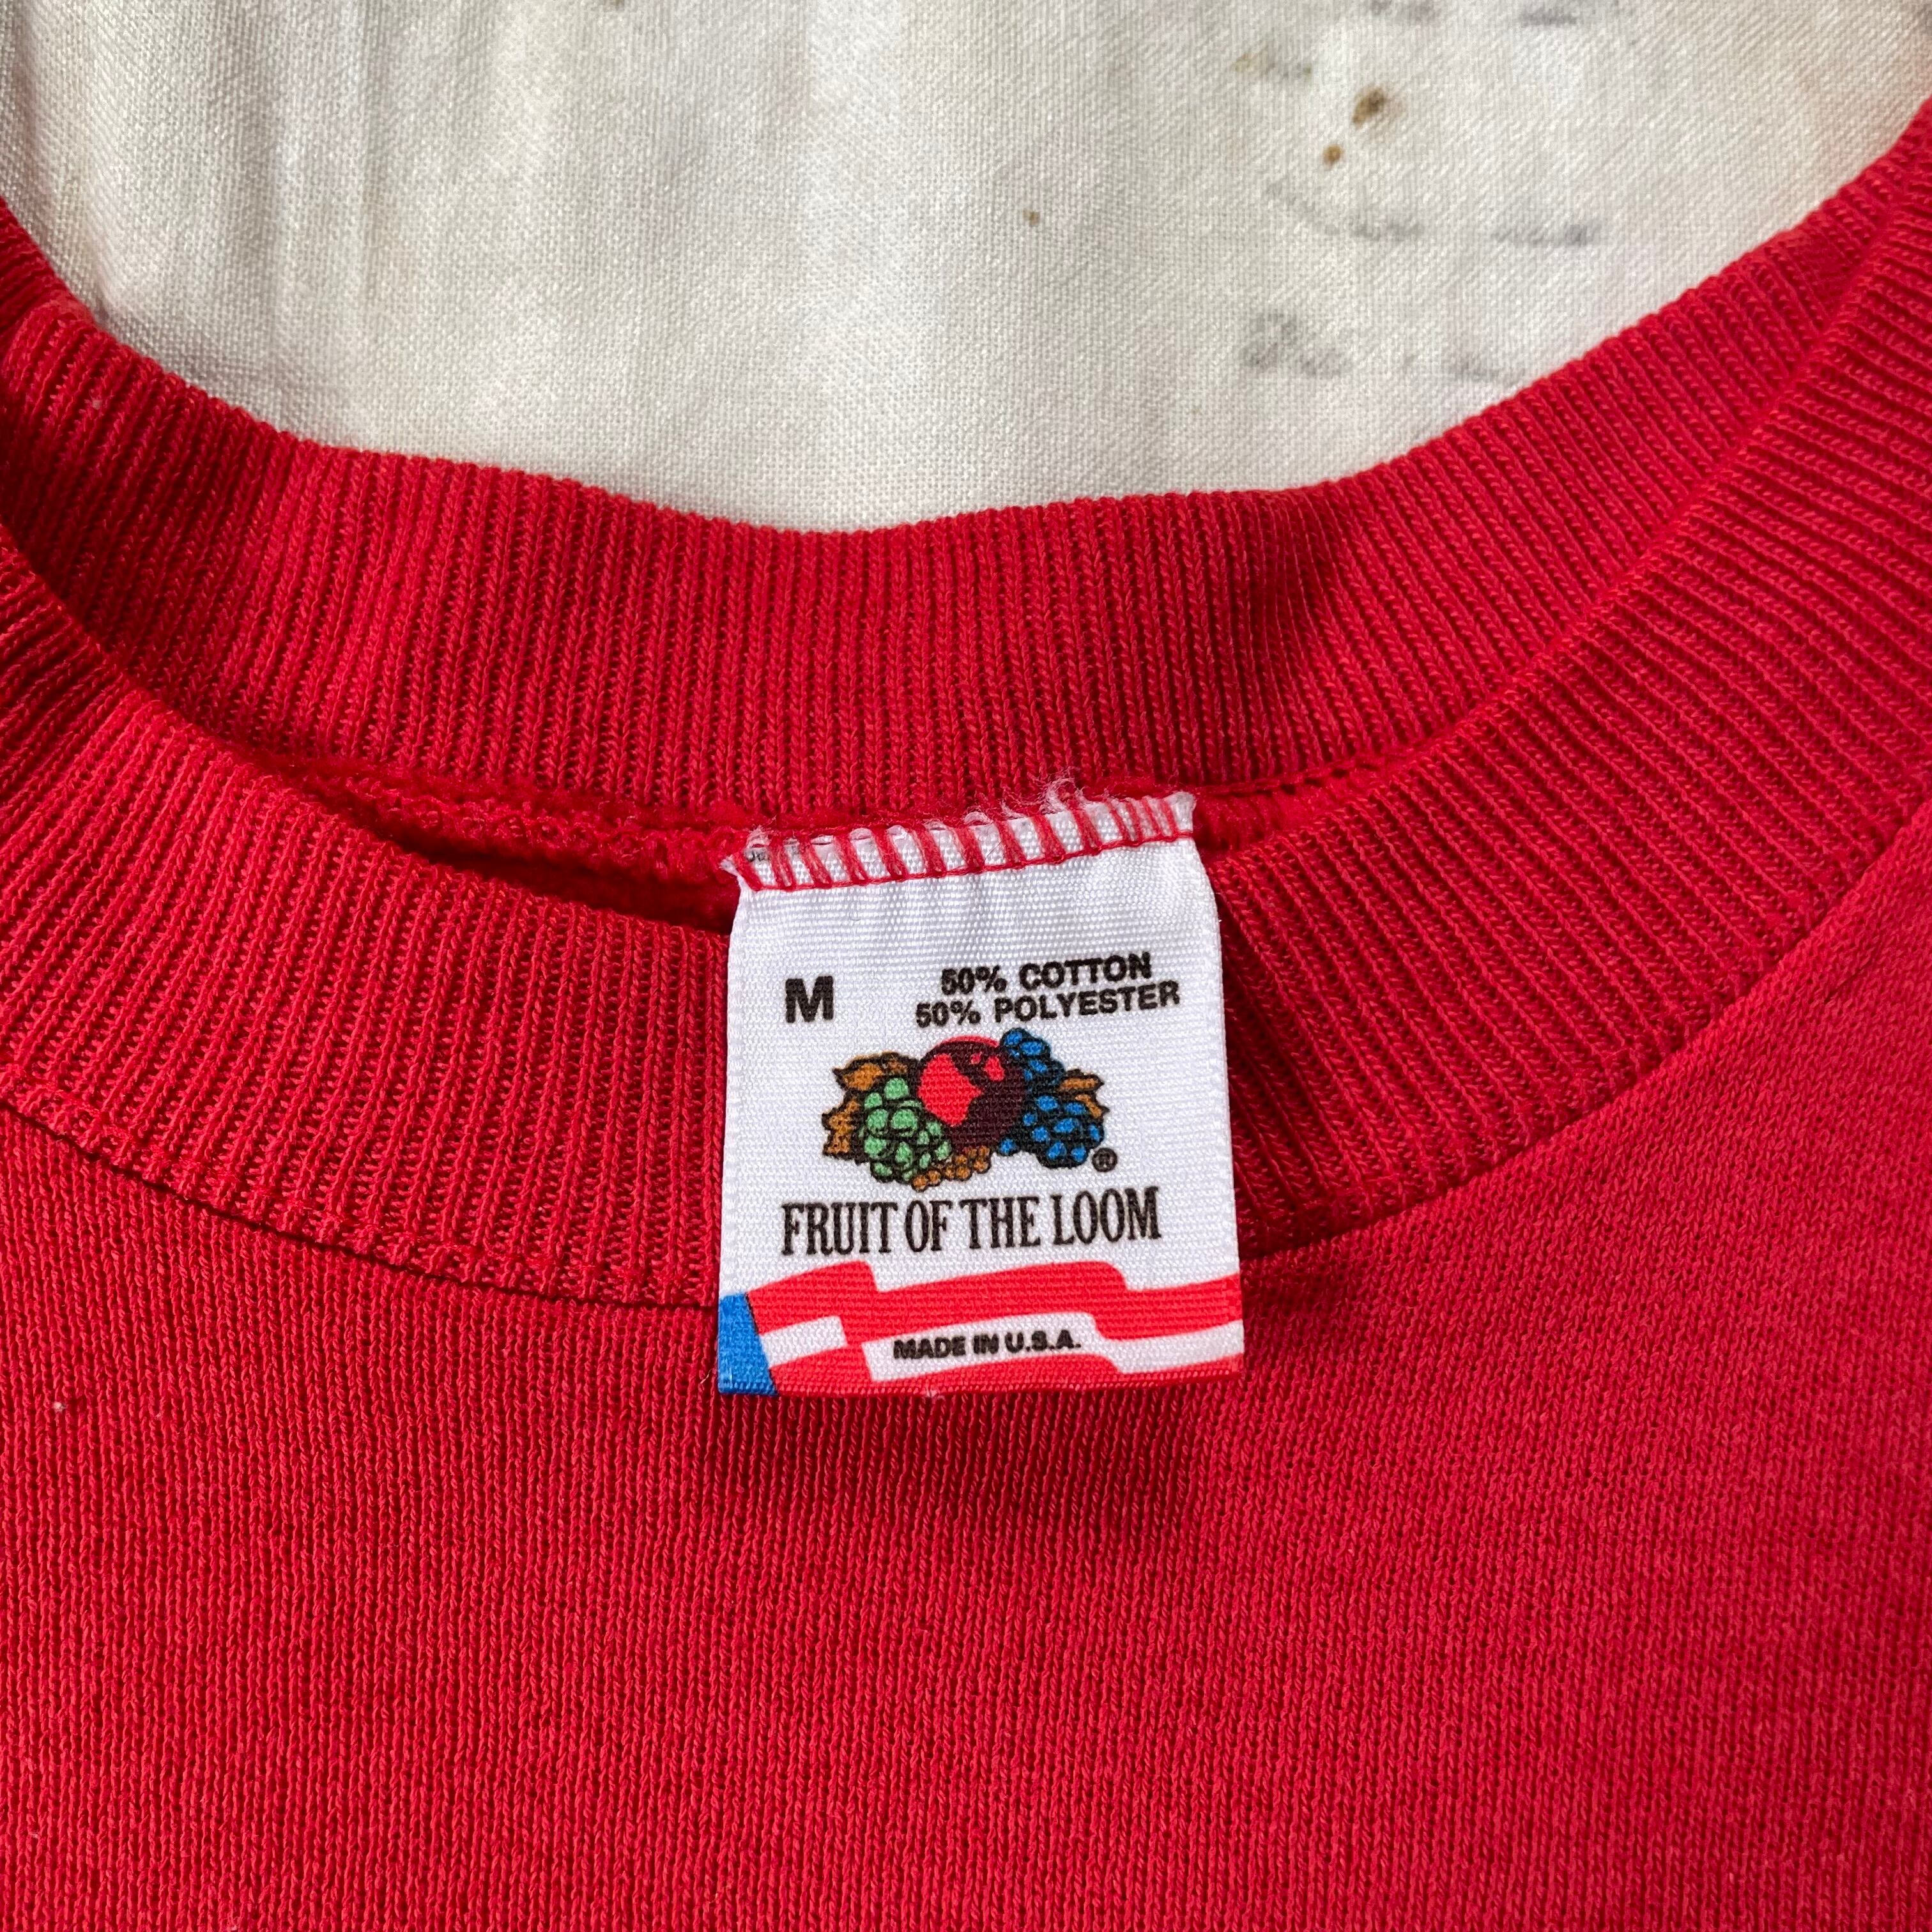 M
50% COTTON
50% POLYESTER
®
FRUIT OF THE LOOM
MADE IN U.S.A.